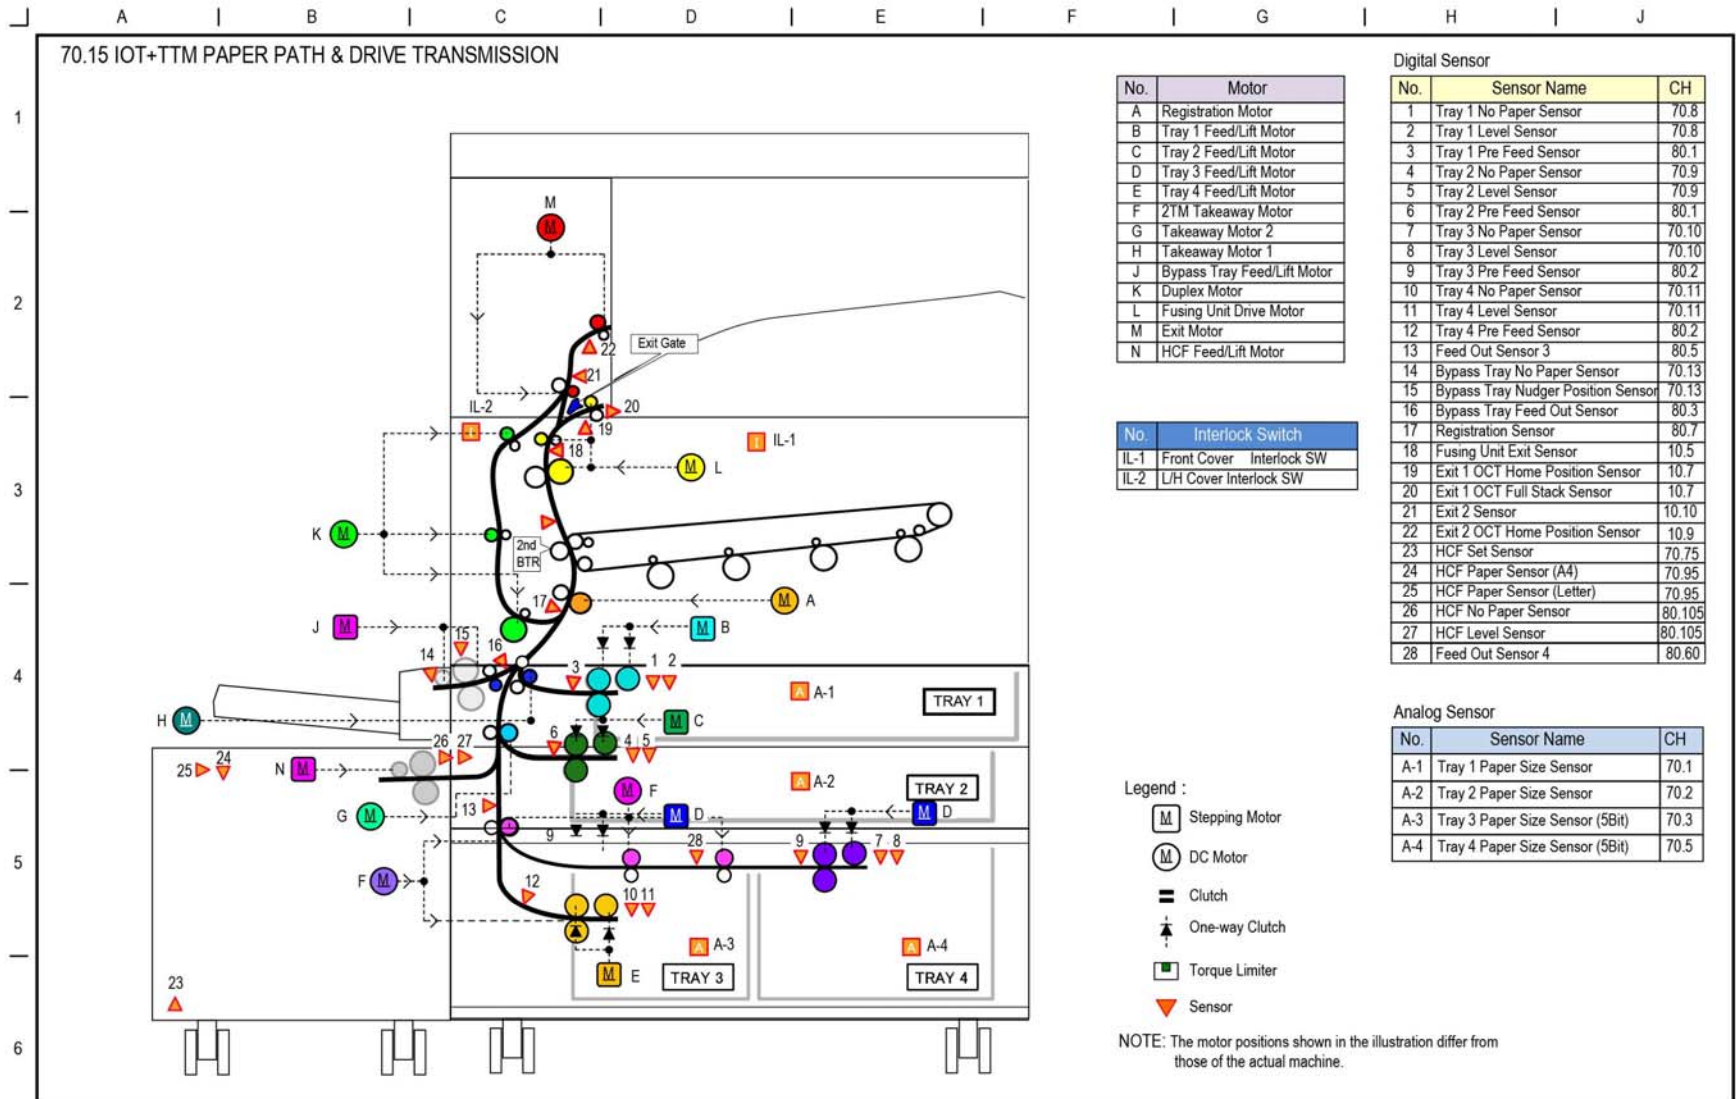 A B C D E F G H J
70.15 IOT+TTM PAPER PATH & DRIVE TRANSMISSION
1
2
3
4
5
6
M
M
22
21
Exit Gate
20
19
18
IL-2
I
I IL-1
M L
K M
2nd
BTR
17
M A
J M
M B
15
14
16
3
1 2
A A-1
TRAY 1
H M
M C
6
4 5
26 27
25 24
N M
A A-2
TRAY 2
M F
13
G M
9
M D
M D
28
9
7 8
F M
12
10 11
A A-3
A A-4
M E
TRAY 3
TRAY 4
23
No. Motor
A Registration Motor
B Tray 1 Feed/Lift Motor
C Tray 2 Feed/Lift Motor
D Tray 3 Feed/Lift Motor
E Tray 4 Feed/Lift Motor
F 2TM Takeaway Motor
G Takeaway Motor 2
H Takeaway Motor 1
J Bypass Tray Feed/Lift Motor
K Duplex Motor
L Fusing Unit Drive Motor
M Exit Motor
N HCF Feed/Lift Motor
No. Interlock Switch
IL-1 Front Cover Interlock SW
IL-2 L/H Cover Interlock SW
Digital Sensor
No. Sensor Name CH
1 Tray 1 No Paper Sensor 70.8
2 Tray 1 Level Sensor 70.8
3 Tray 1 Pre Feed Sensor 80.1
4 Tray 2 No Paper Sensor 70.9
5 Tray 2 Level Sensor 70.9
6 Tray 2 Pre Feed Sensor 80.1
7 Tray 3 No Paper Sensor 70.10
8 Tray 3 Level Sensor 70.10
9 Tray 3 Pre Feed Sensor 80.2
10 Tray 4 No Paper Sensor 70.11
11 Tray 4 Level Sensor 70.11
12 Tray 4 Pre Feed Sensor 80.2
13 Feed Out Sensor 3 80.5
14 Bypass Tray No Paper Sensor 70.13
15 Bypass Tray Nudger Position Sensor 70.13
16 Bypass Tray Feed Out Sensor 80.3
17 Registration Sensor 80.7
18 Fusing Unit Exit Sensor 10.5
19 Exit 1 OCT Home Position Sensor 10.7
20 Exit 1 OCT Full Stack Sensor 10.7
21 Exit 2 Sensor 10.10
22 Exit 2 OCT Home Position Sensor 10.9
23 HCF Set Sensor 70.75
24 HCF Paper Sensor (A4) 70.95
25 HCF Paper Sensor (Letter) 70.95
26 HCF No Paper Sensor 80.105
27 HCF Level Sensor 80.105
28 Feed Out Sensor 4 80.60
Analog Sensor
No. Sensor Name CH
A-1 Tray 1 Paper Size Sensor 70.1
A-2 Tray 2 Paper Size Sensor 70.2
A-3 Tray 3 Paper Size Sensor (5Bit) 70.3
A-4 Tray 4 Paper Size Sensor (5Bit) 70.5
Legend :
M Stepping Motor
M DC Motor
Clutch
One-way Clutch
Torque Limiter
Sensor
NOTE: The motor positions shown in the illustration differ from
those of the actual machine.